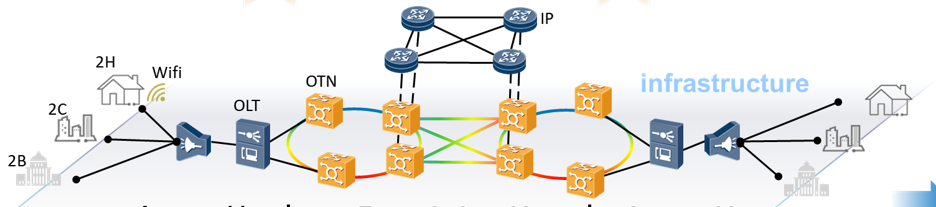 IP
2H
Wifi
OTN
infrastructure
OLT
2C
2B